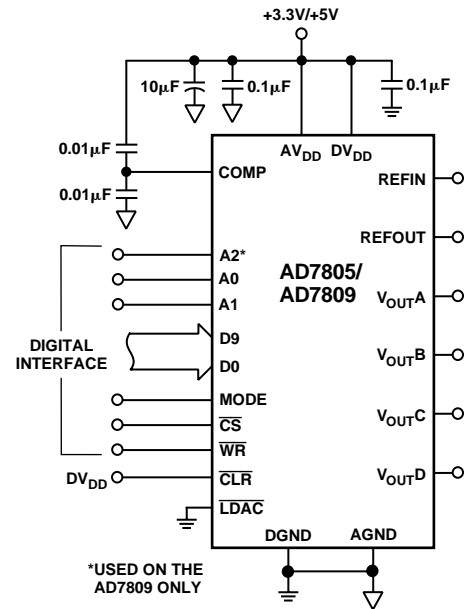 +3.3V/+5V
10µF
0.1µF
0.1µF
0.01µF
0.01µF
AVDD DVDD
COMP
REFIN
REFOUT
A2*
A0
A1
AD7805/
AD7809
VOUTA
D9
D0
DIGITAL
INTERFACE
VOUTB
MODE
CS
WR
VOUTC
DVDD
CLR
LDAC
VOUTD
DGND AGND
*USED ON THE
AD7809 ONLY